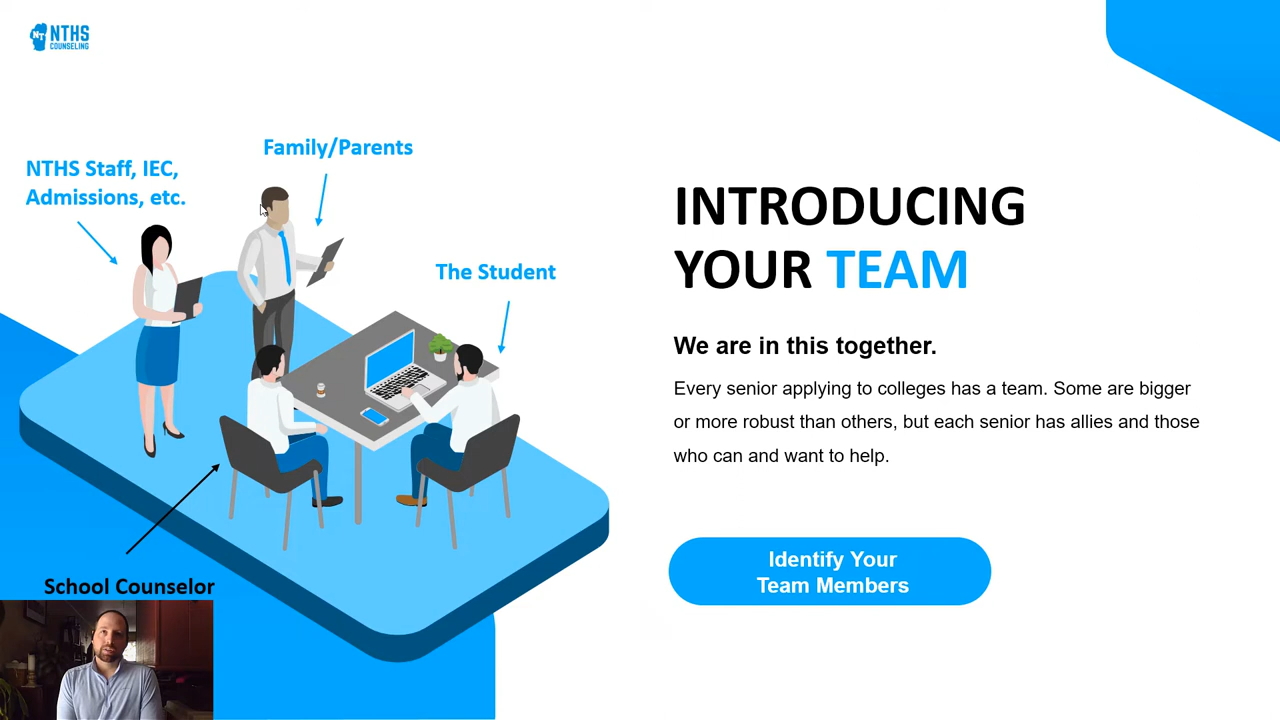 NTHS
COUNSELING
NT
Family/Parents
NTHS Staff, IEC,
Admissions, etc.
The Student
School Counselor
INTRODUCING
YOUR TEAM
We are in this together.
Every senior applying to colleges has a team. Some are bigger
or more robust than others, but each senior has allies and those
who can and want to help.
Identify Your
Team Members